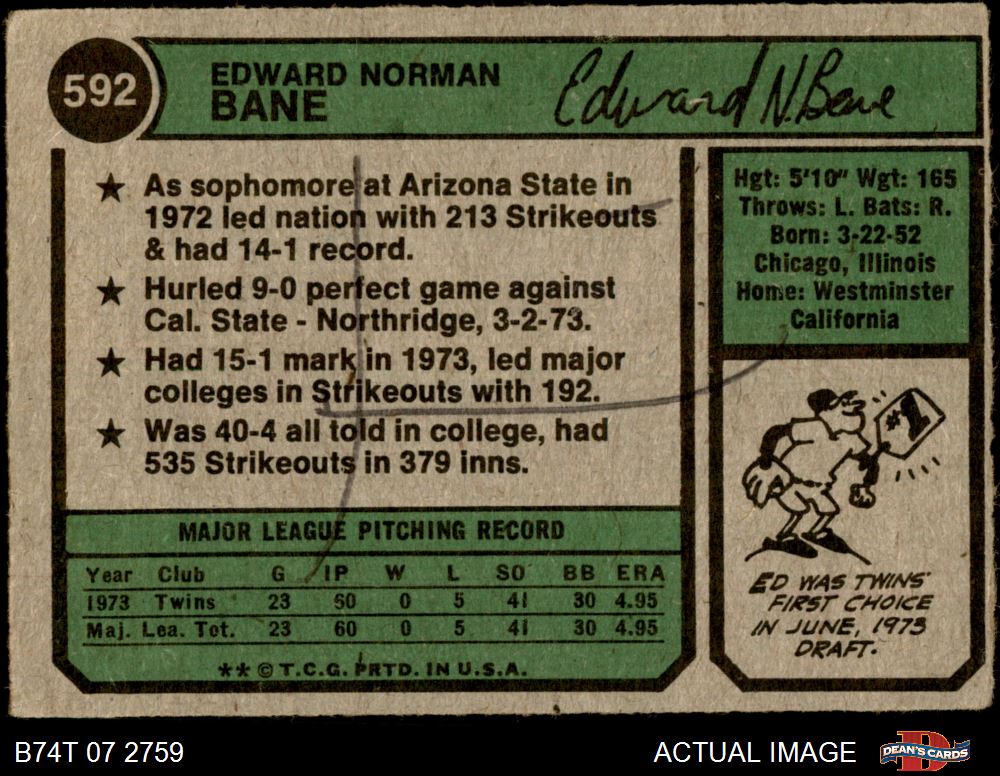 592
EDWARD NORMAN
BANE
Edward N. Bane
★ As sophomore at Arizona State in
1972 led nation with 213 Strikeouts
& had 14-1 record.
★ Hurled 9-0 perfect game against
Cal. State - Northridge, 3-2-73.
★ Had 15-1 mark in 1973, led major
colleges in Strikeouts with 192.
★ Was 40-4 all told in college, had
535 Strikeouts in 379 inns.
Hgt: 5'10" Wgt: 165
Throws: L. Bats: R.
Born: 3-22-52
Chicago, Illinois
Home: Westminster
California
#1
ED WAS TWINS'
FIRST CHOICE
IN JUNE, 1973
DRAFT.
MAJOR LEAGUE PITCHING RECORD
Year Club G IP W L SO BB ERA
1973 Twins 23 60 0 5 41 30 4.95
Maj. Lea. Tot. 23 60 0 5 41 30 4.95
** © T.C.G. PRTD. IN U.S.A.
B74T 07 2759
ACTUAL IMAGE
DEAN'S CARDS